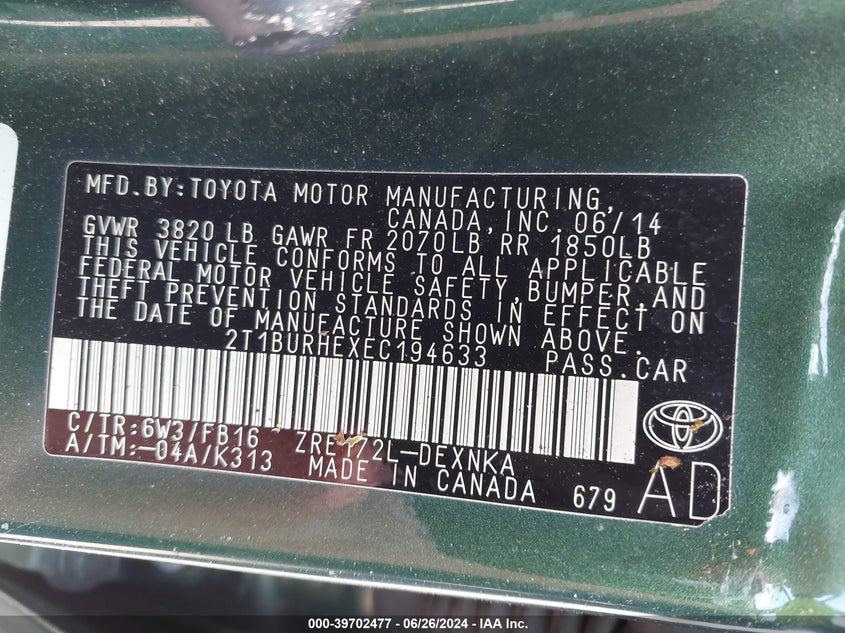 MFD.BY:TOYOTA MOTOR MANUFACTURING,
CANADA, INC. 06/14
GVWR 3820 LB GAWR FR 2070LB RR 1850LB
THIS VEHICLE CONFORMS TO ALL APPLICABLE
FEDERAL MOTOR VEHICLE SAFETY, BUMPER, AND
THEFT PREVENTION STANDARDS IN EFFECT ON
THE DATE OF MANUFACTURE SHOWN ABOVE.
2T1BURHEXEC194633 PASS.CAR
C/TR:6W3/FB16 ZRE172L-DEXNKA
A/TM:-04A/K313 MADE IN CANADA 679 AD
000-39702477 - 06/26/2024 - IAA Inc.